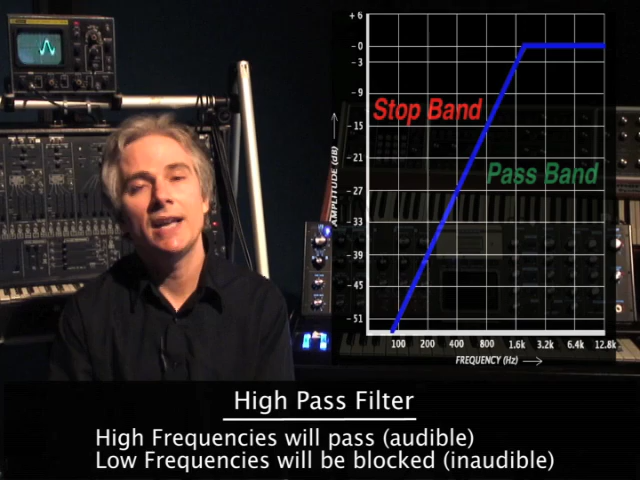 +6
-0
-3
-9
-15
-21
-27
-33
-39
-45
-51
AMPLITUDE (dB)
Stop Band
Pass Band
100 200 400 800 1.6k 3.2k 6.4k 12.8k
FREQUENCY (Hz)
High Pass Filter
High Frequencies will pass (audible)
Low Frequencies will be blocked (inaudible)